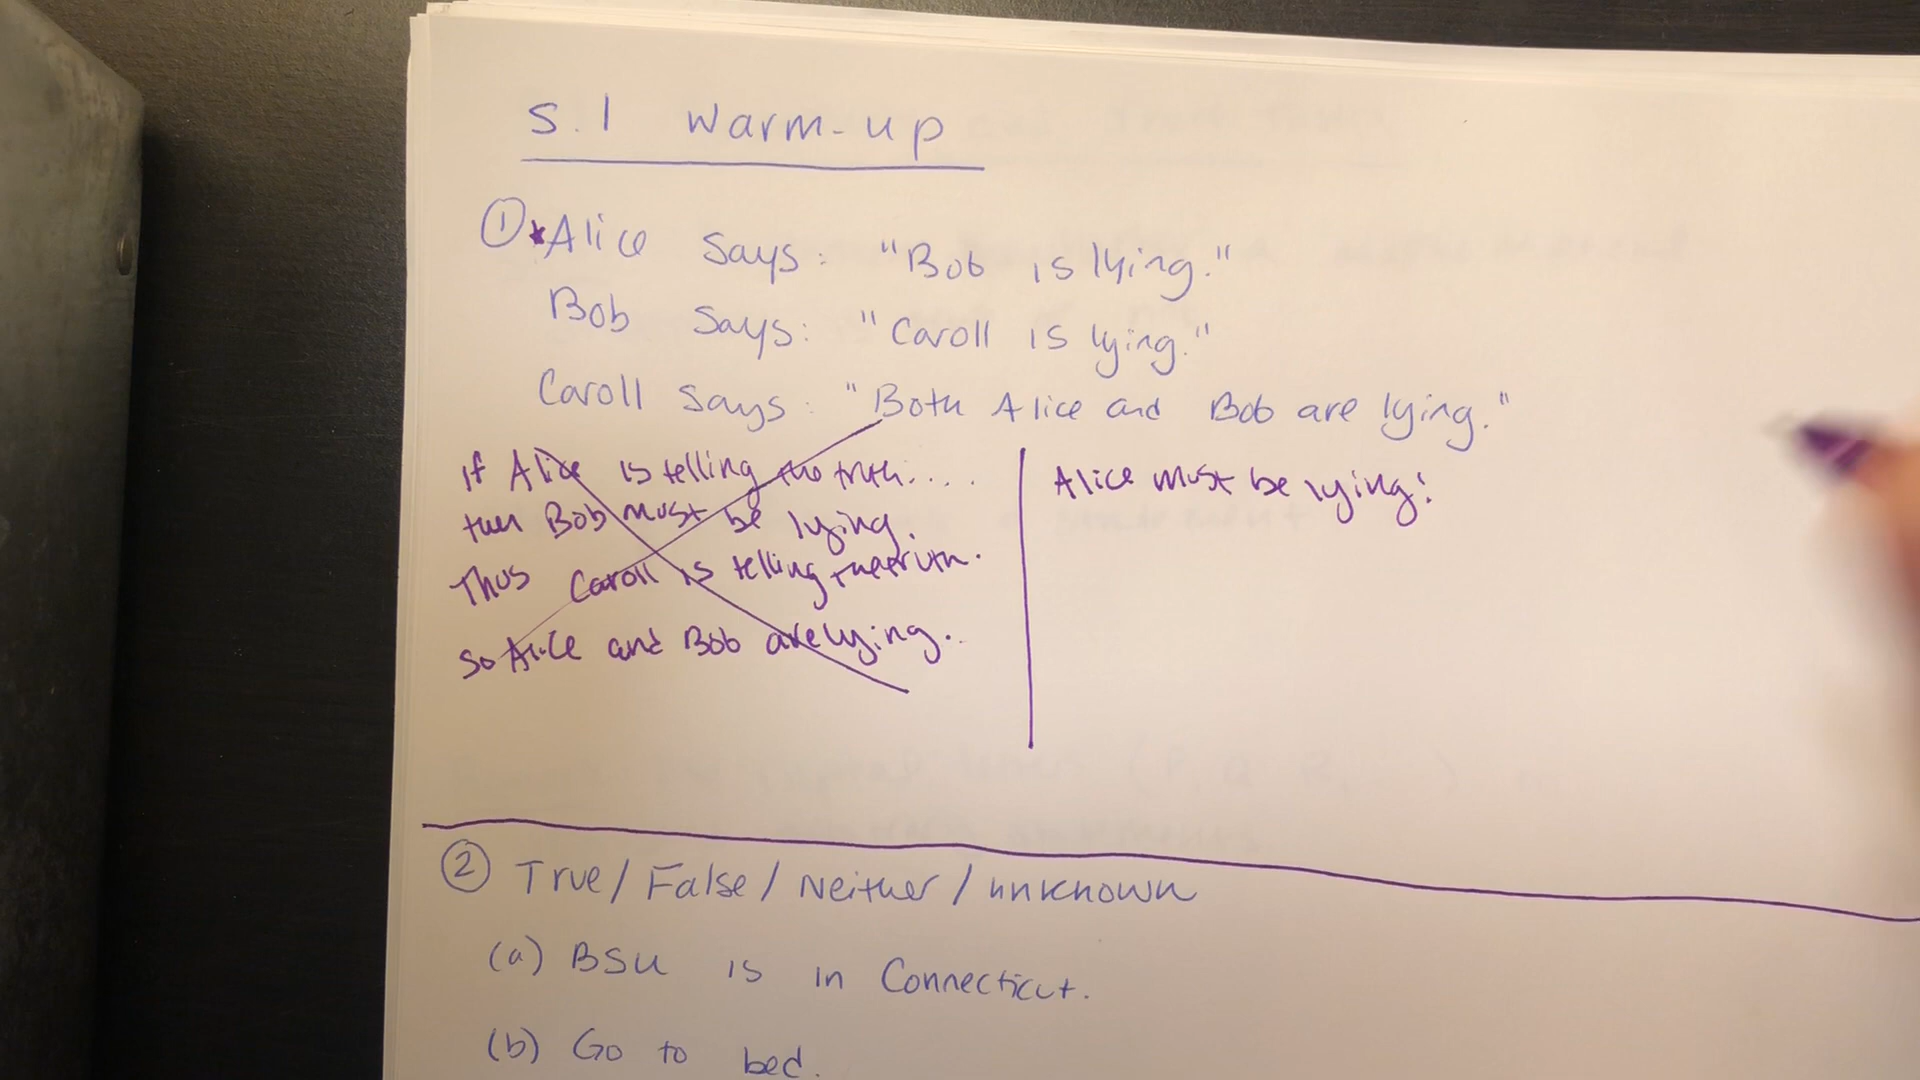 S.1 Warm-up
① *Alice says: "Bob is lying."
Bob says: "Caroll is lying."
Caroll says: "Both Alice and Bob are lying."
If Alice is telling the truth....
then Bob must be lying.
Thus Caroll is telling the truth.
So Alice and Bob are lying..
Alice must be lying!
② True / False / Neither / unknown
(a) BSU is in Connecticut.
(b) Go to bed.